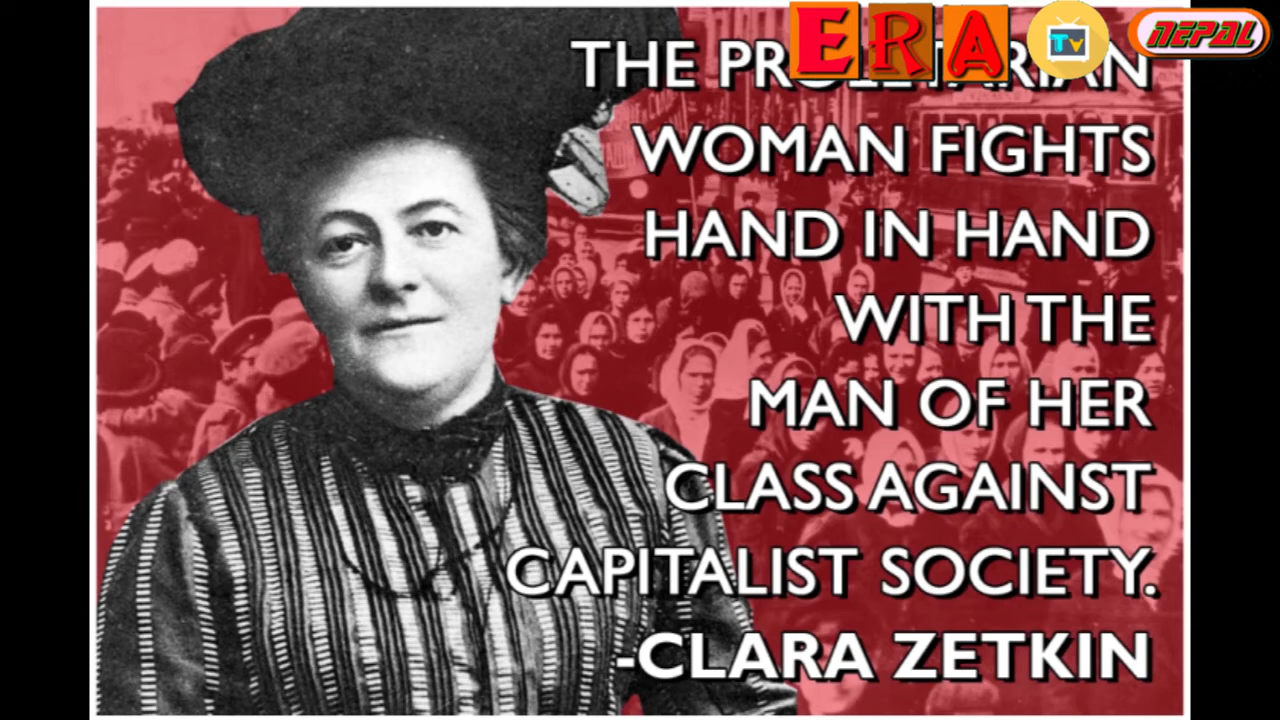 ERA TV NEPAL
THE PROLETARIAN
WOMAN FIGHTS
HAND IN HAND
WITH THE
MAN OF HER
CLASS AGAINST
CAPITALIST SOCIETY.
-CLARA ZETKIN